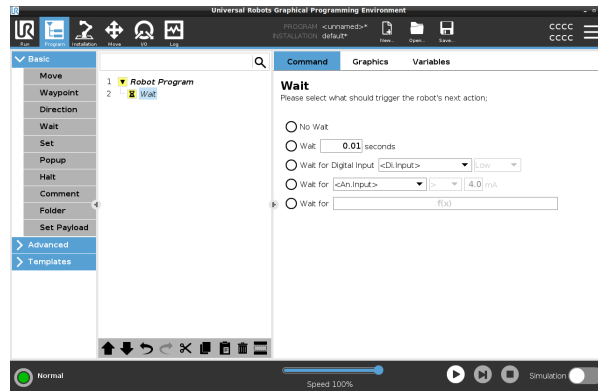 Universal Robots Graphical Programming Environment
UR
Run Program Installation Move I/O Log
PROGRAM <unnamed>*
INSTALLATION default*
New... Open... Save...
CCCC
CCCC
Basic
Move
Waypoint
Direction
Wait
Set
Popup
Halt
Comment
Folder
Set Payload
Advanced
Templates
1 Robot Program
2 Wait
Command Graphics Variables
Wait
Please select what should trigger the robot's next action;
No Wait
Wait 0.01 seconds
Wait for Digital Input <DI.Input> Low
Wait for <An.Input> > 4.0 mA
Wait for f(x)
Normal
Speed 100%
Simulation